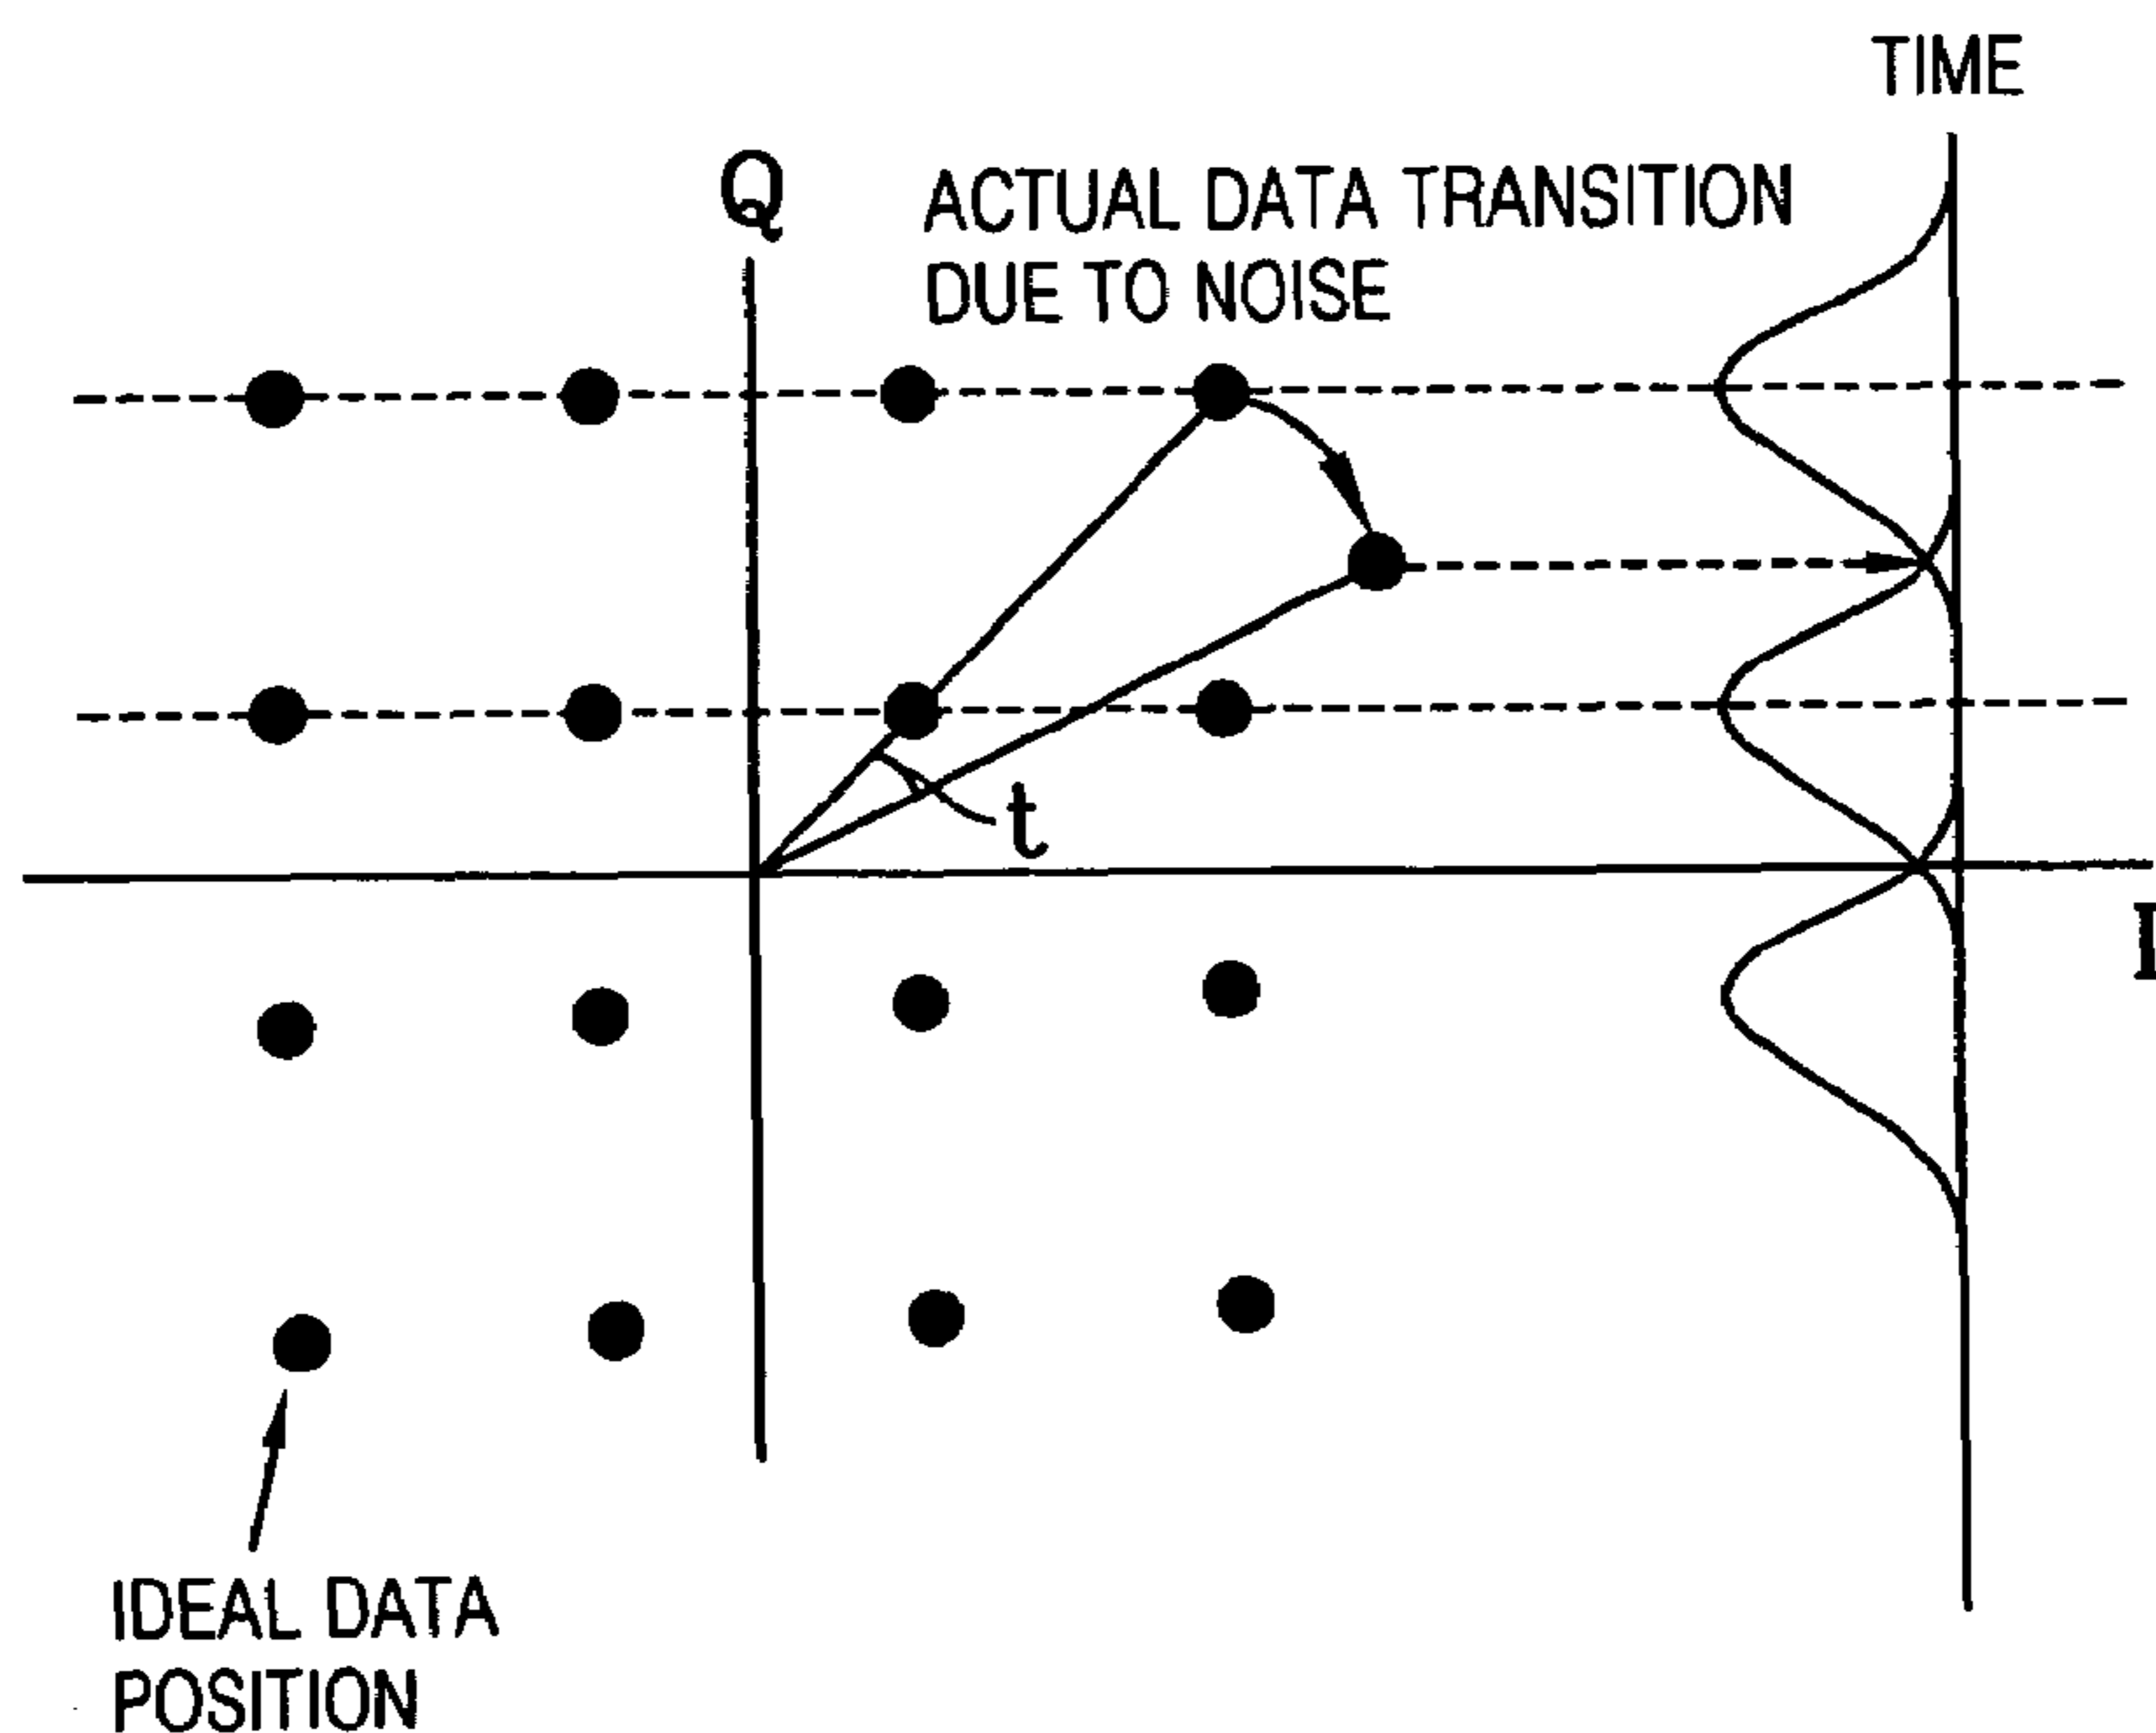 TIME
Q
ACTUAL DATA TRANSITION
DUE TO NOISE
t
I
IDEAL DATA
POSITION